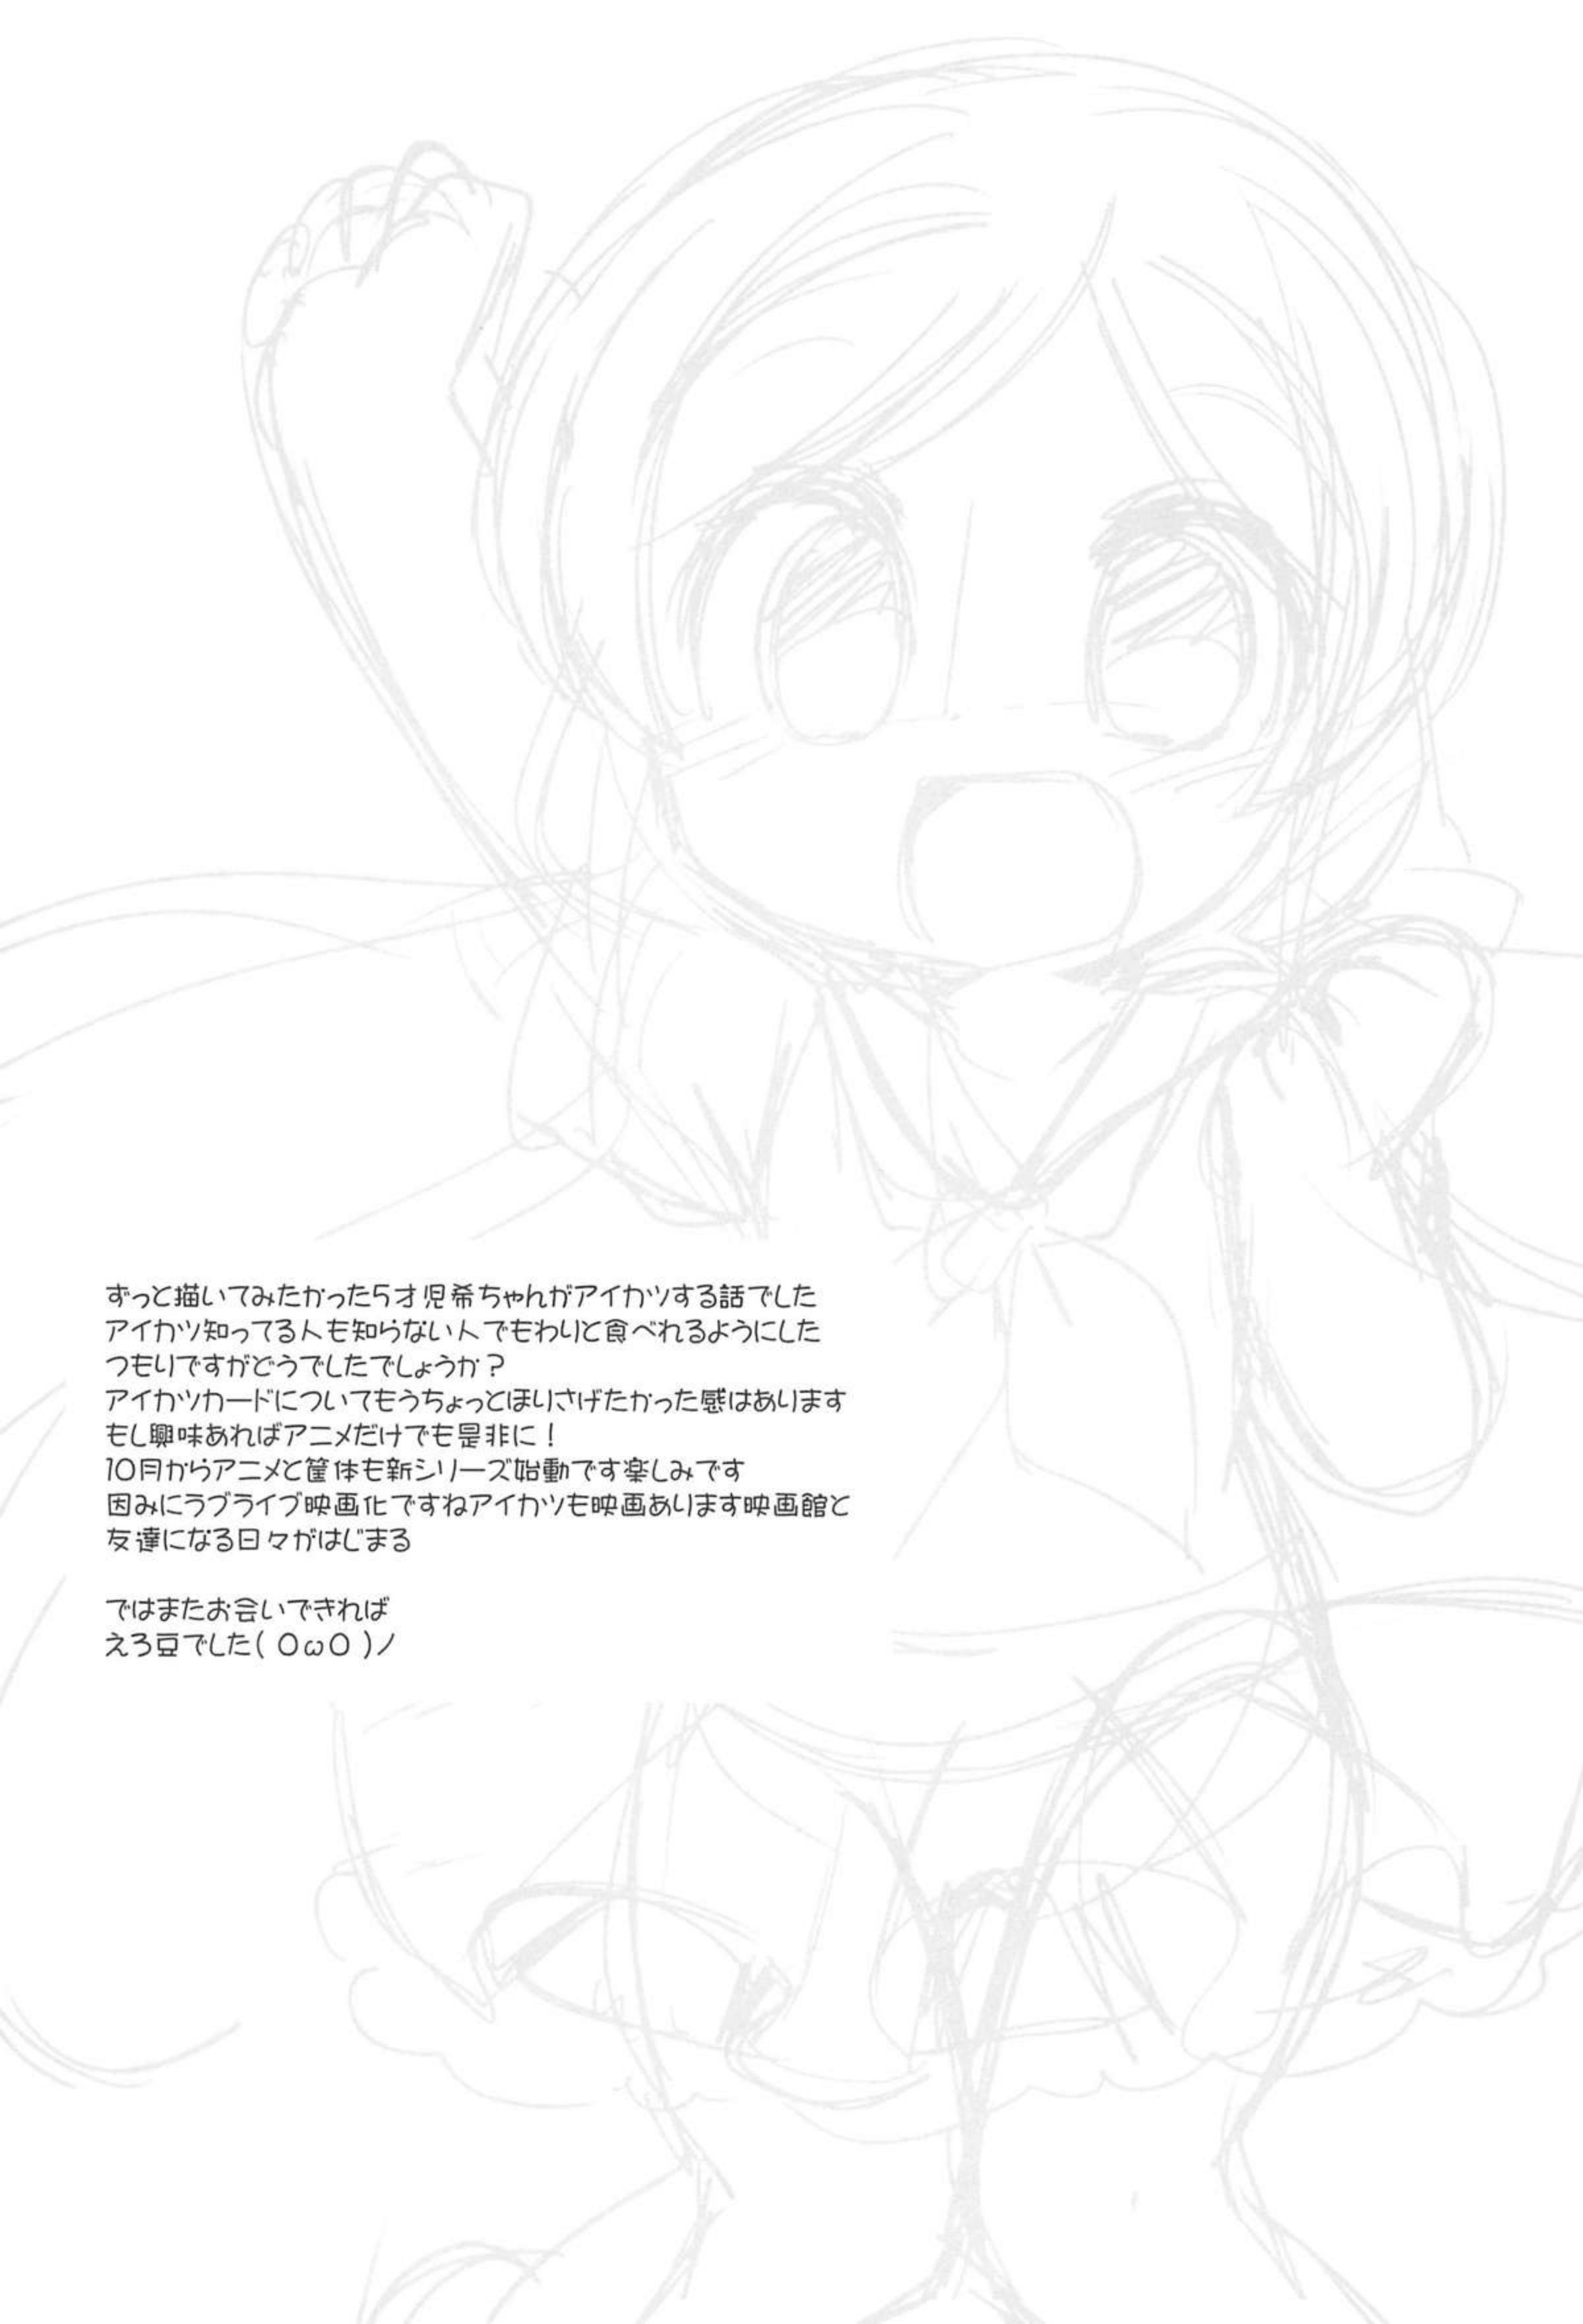 ずっと描いてみたかった5才児希ちゃんがアイカツする話でした
アイカツ知ってる人も知らない人でもわりと食べれるようにした
つもりですがどうでしたでしょうか？
アイカツカードについてもうちょっとほりさげたかった感はあります
もし興味あればアニメだけでも是非に！
10月からアニメと筐体も新シリーズ始動です楽しみです
因みにラブライブ映画化ですねアイカツも映画あります映画館と
友達になる日々がはじまる
ではまたお会いできれば
えろ豆でした( OωO )ノ